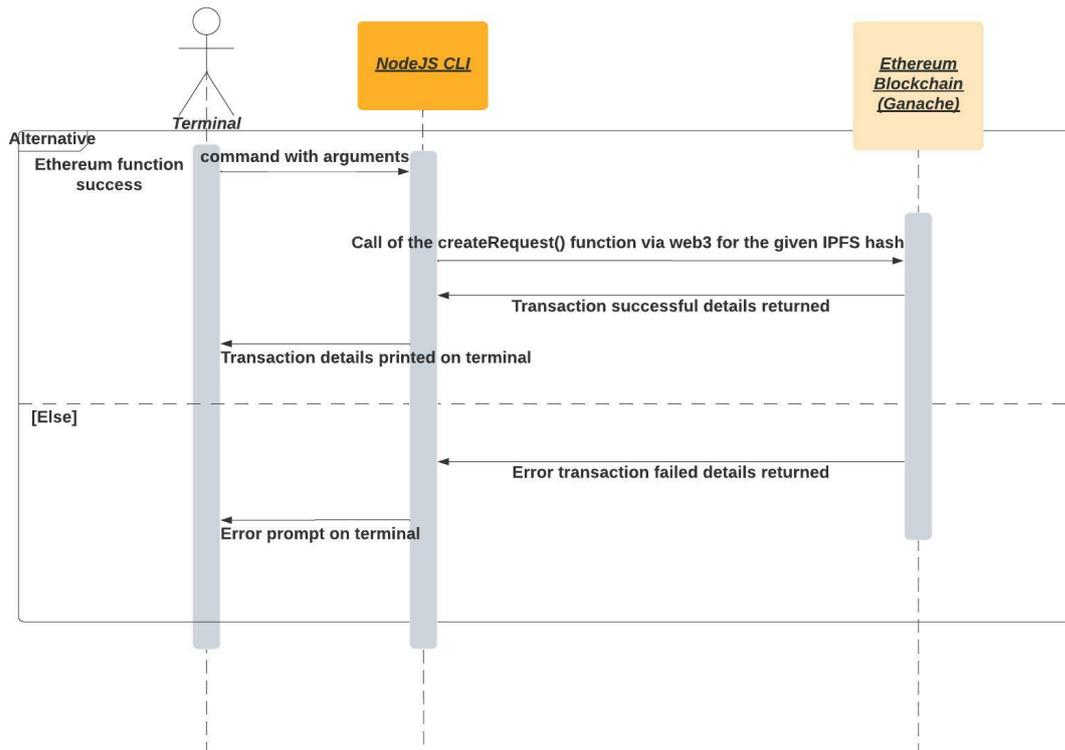 NodeJS CLI
Ethereum
Blockchain
(Ganache)
Terminal
Alternative
Ethereum function
success
command with arguments
Call of the createRequest() function via web3 for the given IPFS hash
Transaction successful details returned
Transaction details printed on terminal
[Else]
Error transaction failed details returned
Error prompt on terminal